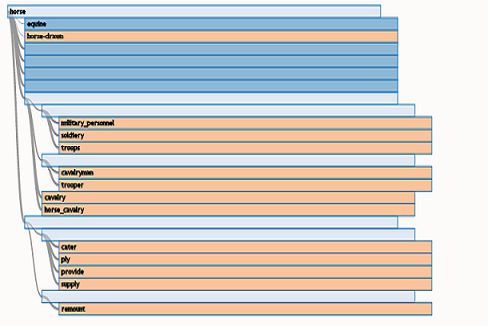 horse
equine
horse-drawn
military_personnel
soldiery
troops
cavalryman
trooper
cavalry
horse_cavalry
cater
ply
provide
supply
remount